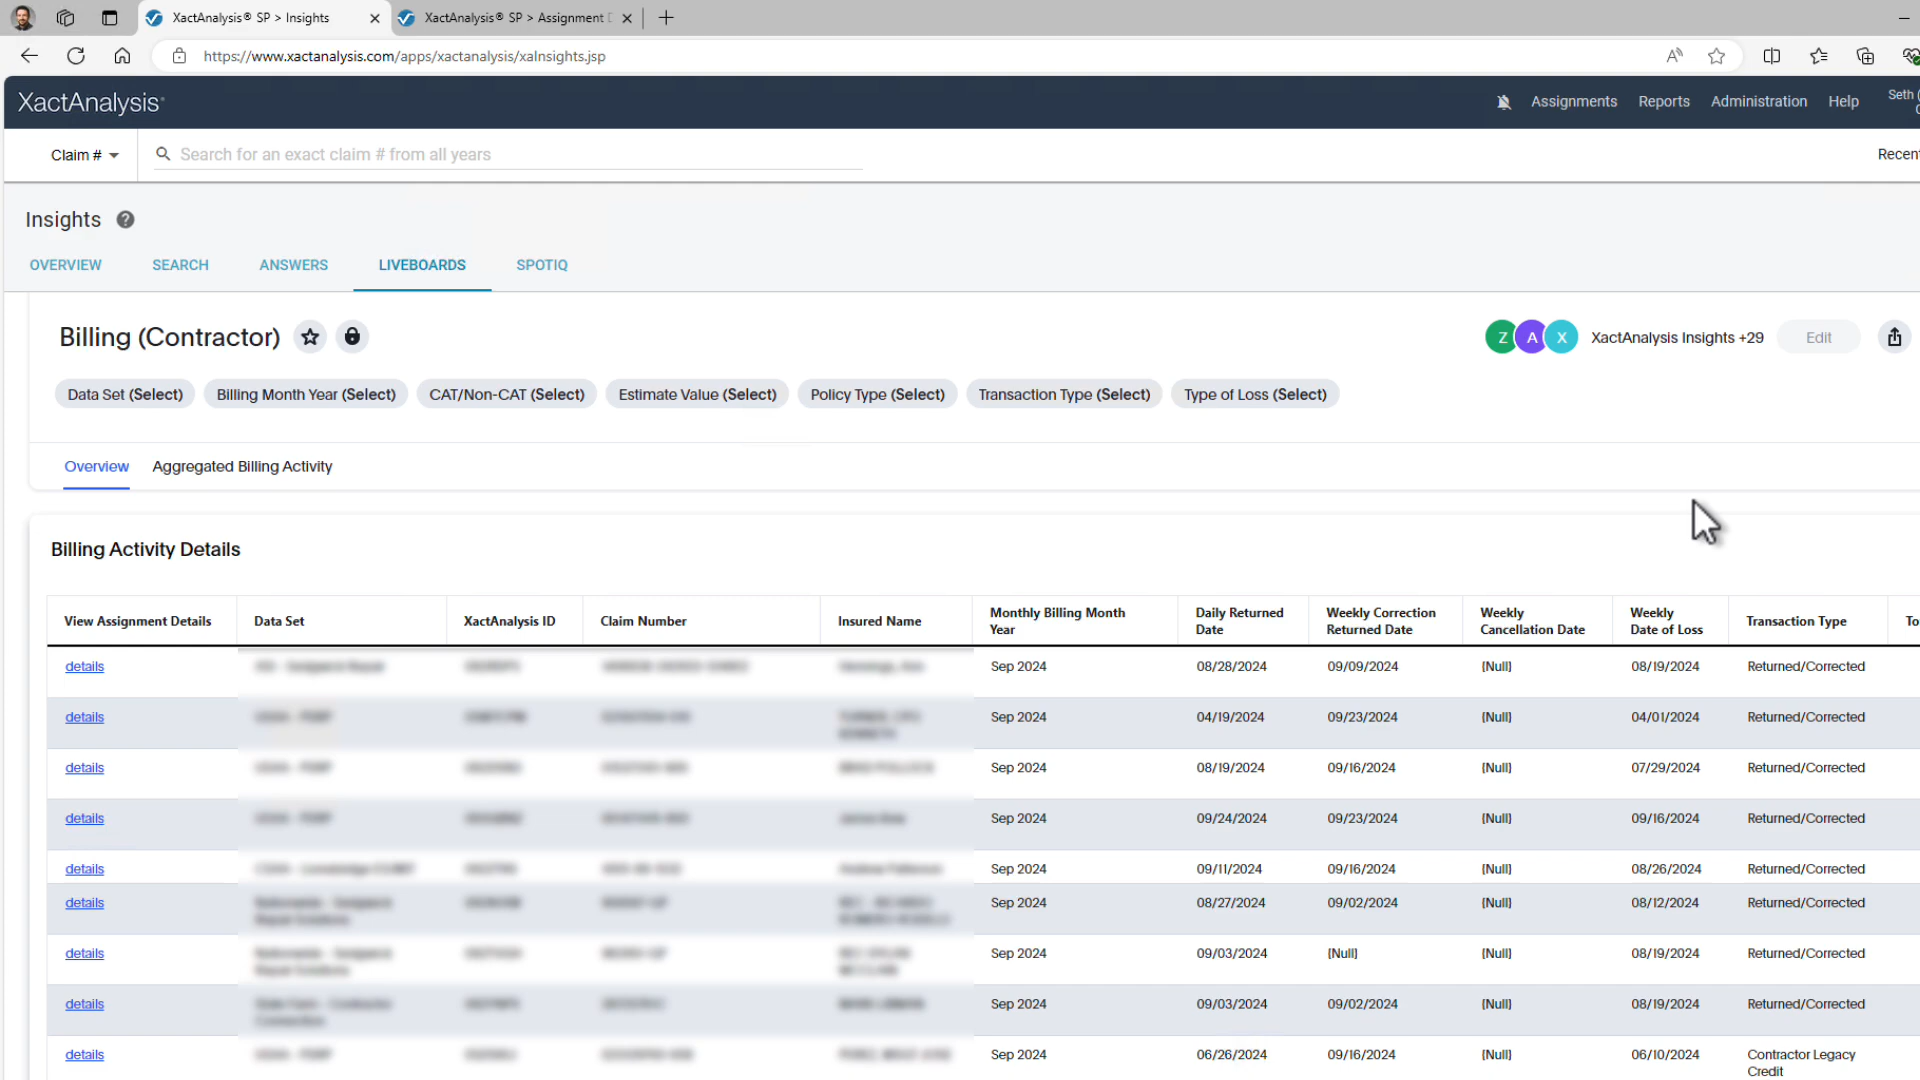 XactAnalysis® SP > Insights
XactAnalysis® SP > Assignment D
https://www.xactanalysis.com/apps/xactanalysis/xaInsights.jsp
XactAnalysis®
Assignments Reports Administration Help
Seth (
Claim #
Search for an exact claim # from all years
Recent
Insights
OVERVIEW SEARCH ANSWERS LIVEBOARDS SPOTIQ
Billing (Contractor)
Z A X XactAnalysis Insights +29 Edit
Data Set (Select) Billing Month Year (Select) CAT/Non-CAT (Select) Estimate Value (Select) Policy Type (Select) Transaction Type (Select) Type of Loss (Select)
Overview Aggregated Billing Activity
Billing Activity Details
View Assignment Details Data Set XactAnalysis ID Claim Number Insured Name Monthly Billing Month Year Daily Returned Date Weekly Correction Returned Date Weekly Cancellation Date Weekly Date of Loss Transaction Type To
details Sep 2024 08/28/2024 09/09/2024 {Null} 08/19/2024 Returned/Corrected
details Sep 2024 04/19/2024 09/23/2024 {Null} 04/01/2024 Returned/Corrected
details Sep 2024 08/19/2024 09/16/2024 {Null} 07/29/2024 Returned/Corrected
details Sep 2024 09/24/2024 09/23/2024 {Null} 09/16/2024 Returned/Corrected
details Sep 2024 09/11/2024 09/16/2024 {Null} 08/26/2024 Returned/Corrected
details Sep 2024 08/27/2024 09/02/2024 {Null} 08/12/2024 Returned/Corrected
details Sep 2024 09/03/2024 {Null} {Null} 08/19/2024 Returned/Corrected
details Sep 2024 09/03/2024 09/02/2024 {Null} 08/19/2024 Returned/Corrected
details Sep 2024 06/26/2024 09/16/2024 {Null} 06/10/2024 Contractor Legacy Credit